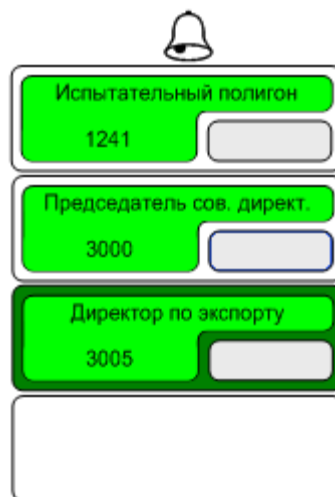 Испытательный полигон
1241
Председатель сов. директ.
3000
Директор по экспорту
3005